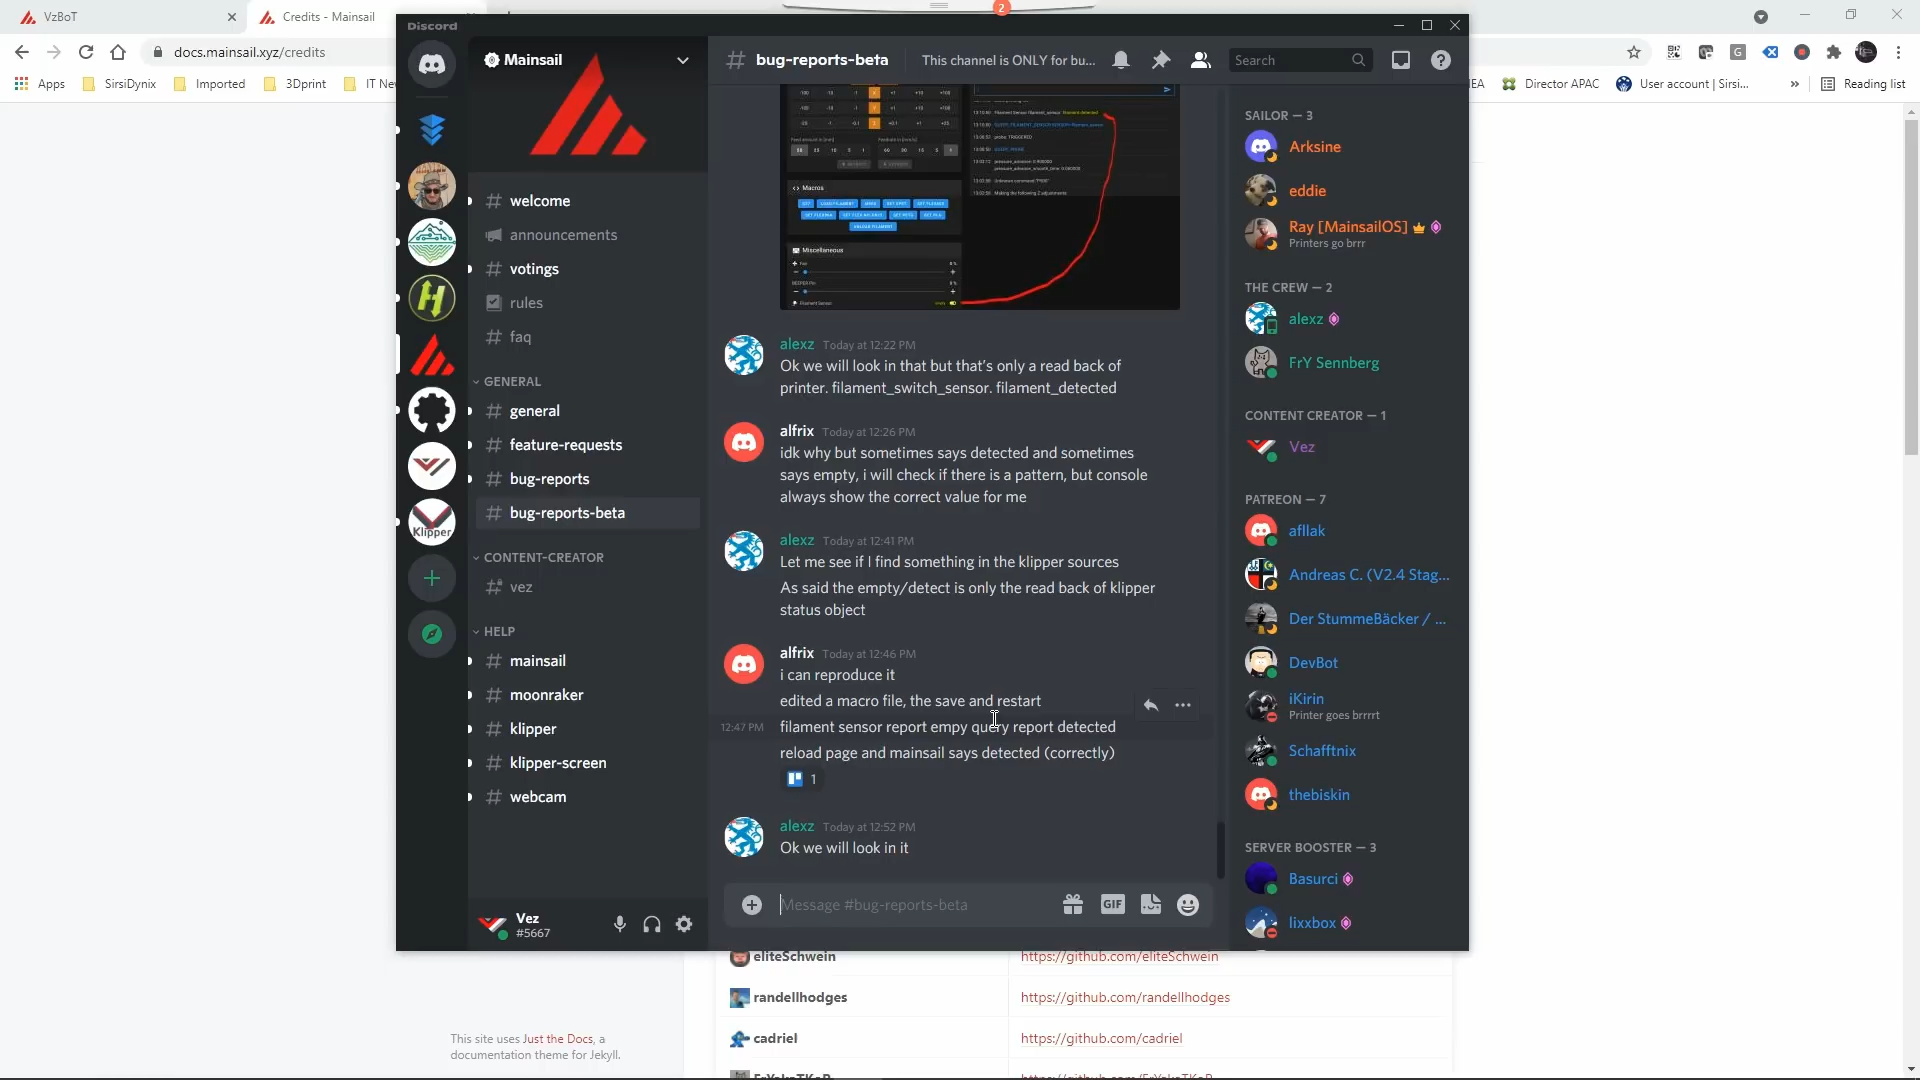 VzBoT
Credits - Mainsail
2
docs.mainsail.xyz/credits
Apps
SirsiDynix
Imported
3Dprint
IT Ne
EA
Director APAC
User account | Sirsi...
»
Reading list
Discord
Mainsail
# bug-reports-beta
This channel is ONLY for bu...
Search
welcome
announcements
votings
rules
faq
GENERAL
general
feature-requests
bug-reports
bug-reports-beta
CONTENT-CREATOR
vez
HELP
mainsail
moonraker
klipper
klipper-screen
webcam
Klipper
Vez
#5667
Macros
Miscellaneous
Filament Sensor
alexz Today at 12:22 PM
Ok we will look in that but that's only a read back of
printer. filament_switch_sensor. filament_detected
alfrix Today at 12:26 PM
idk why but sometimes says detected and sometimes
says empty, i will check if there is a pattern, but console
always show the correct value for me
alexz Today at 12:41 PM
Let me see if I find something in the klipper sources
As said the empty/detect is only the read back of klipper
status object
alfrix Today at 12:46 PM
i can reproduce it
edited a macro file, the save and restart
12:47 PM filament sensor report empy query report detected
reload page and mainsail says detected (correctly)
1
alexz Today at 12:52 PM
Ok we will look in it
Message #bug-reports-beta
GIF
SAILOR — 3
Arksine
eddie
Ray [MainsailOS]
Printers go brrr
THE CREW — 2
alexz
FrY Sennberg
CONTENT CREATOR — 1
Vez
PATREON — 7
afllak
Andreas C. (V2.4 Stag...
Der StummeBäcker / ...
DevBot
iKirin
Printer goes brrrrt
Schafftnix
thebiskin
SERVER BOOSTER — 3
Basurci
lixxbox
eliteSchwein https://github.com/eliteSchwein
randellhodges https://github.com/randellhodges
cadriel https://github.com/cadriel
This site uses Just the Docs, a
documentation theme for Jekyll.